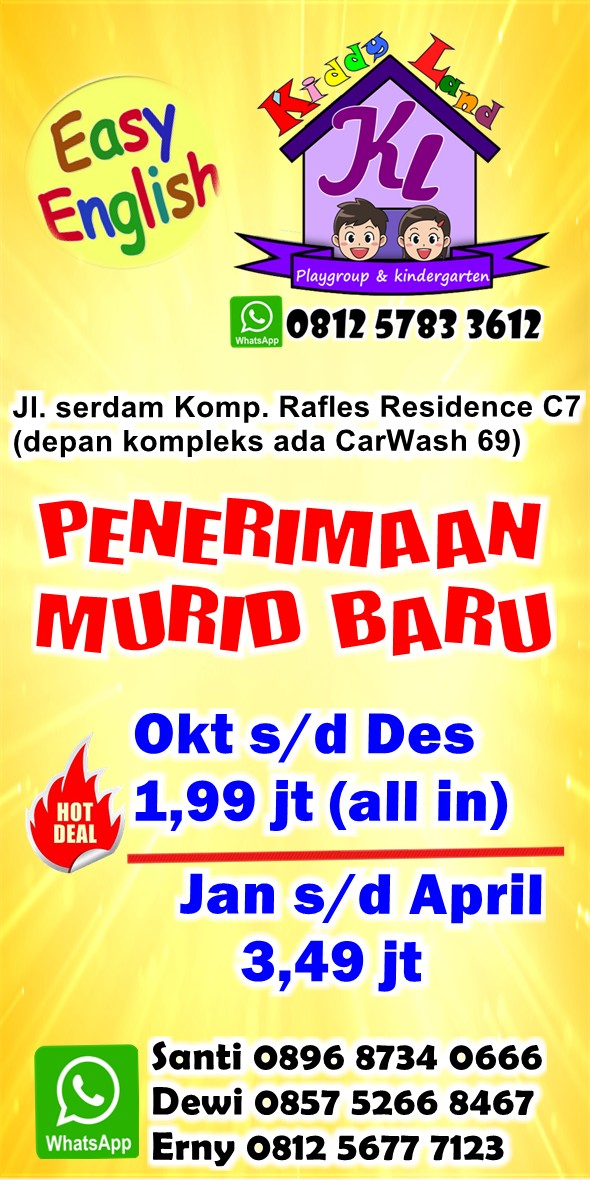 Easy
English
Kiddy Land
KL
Playgroup & kindergarten
WhatsApp
0812 5783 3612
Jl. serdam Komp. Rafles Residence C7
(depan kompleks ada CarWash 69)
PENERIMAAN
MURID BARU
HOT
DEAL
Okt s/d Des
1,99 jt (all in)
Jan s/d April
3,49 jt
WhatsApp
Santi 0896 8734 0666
Dewi 0857 5266 8467
Erny 0812 5677 7123